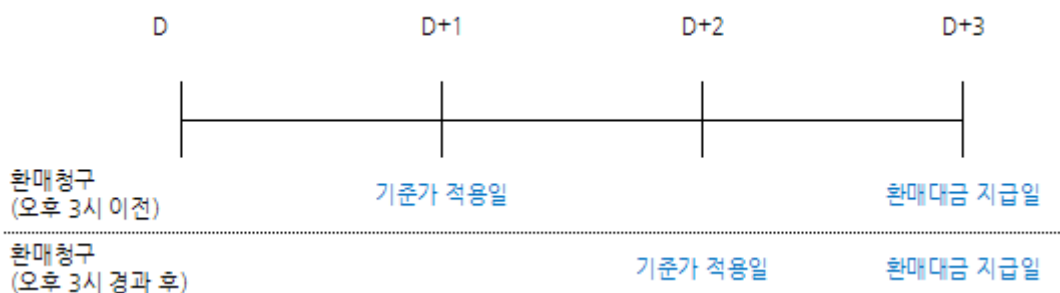 D D+1 D+2 D+3
환매청구
(오후 3시 이전) 기준가 적용일 환매대금 지급일
환매청구
(오후 3시 경과 후) 기준가 적용일 환매대금 지급일